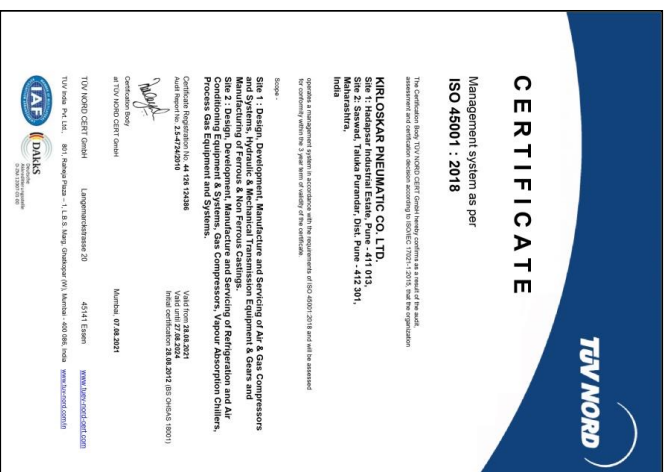 TÜV NORD
CERTIFICATE
Management system as per
ISO 45001 : 2018
The Certification Body TÜV NORD CERT GmbH hereby confirms as a result of the audit,
assessment and certification decision according to ISO/IEC 17021-1:2015, that the organization
KIRLOSKAR PNEUMATIC CO. LTD.
Site 1: Hadapsar Industrial Estate, Pune - 411 013,
Site 2: Saswad, Taluka Purandar, Dist. Pune - 412 301,
Maharashtra,
India
operates a management system in accordance with the requirements of ISO 45001:2018 and will be assessed
for conformity within the 3 year term of validity of the certificate.
Scope -
Site 1 : Design, Development, Manufacture and Servicing of Air & Gas Compressors
and Systems, Hydraulic & Mechanical Transmission Equipment & Gears and
Manufacturing of Ferrous & Non Ferrous Castings.
Site 2 : Design, Development, Manufacture and Servicing of Refrigeration and Air
Conditioning Equipment & Systems, Gas Compressors, Vapour Absorption Chillers,
Process Gas Equipment and Systems.
Certificate Registration No. 44 126 124386
Audit Report No. 2.5-4724/2010
Valid from 28.08.2021
Valid until 27.08.2024
Initial certification 28.08.2012 (BS OHSAS 18001)
Certification Body
at TÜV NORD CERT GmbH
Mumbai, 07.08.2021
TÜV NORD CERT GmbH Langemarckstrasse 20 45141 Essen www.tuev-nord-cert.com
TÜV India Pvt. Ltd., 801, Raheja Plaza – 1, L.B.S. Marg, Ghatkopar (W), Mumbai - 400 086, India www.tuv-nord.com/in
IAF
DAkkS
Deutsche
Akkreditierungsstelle